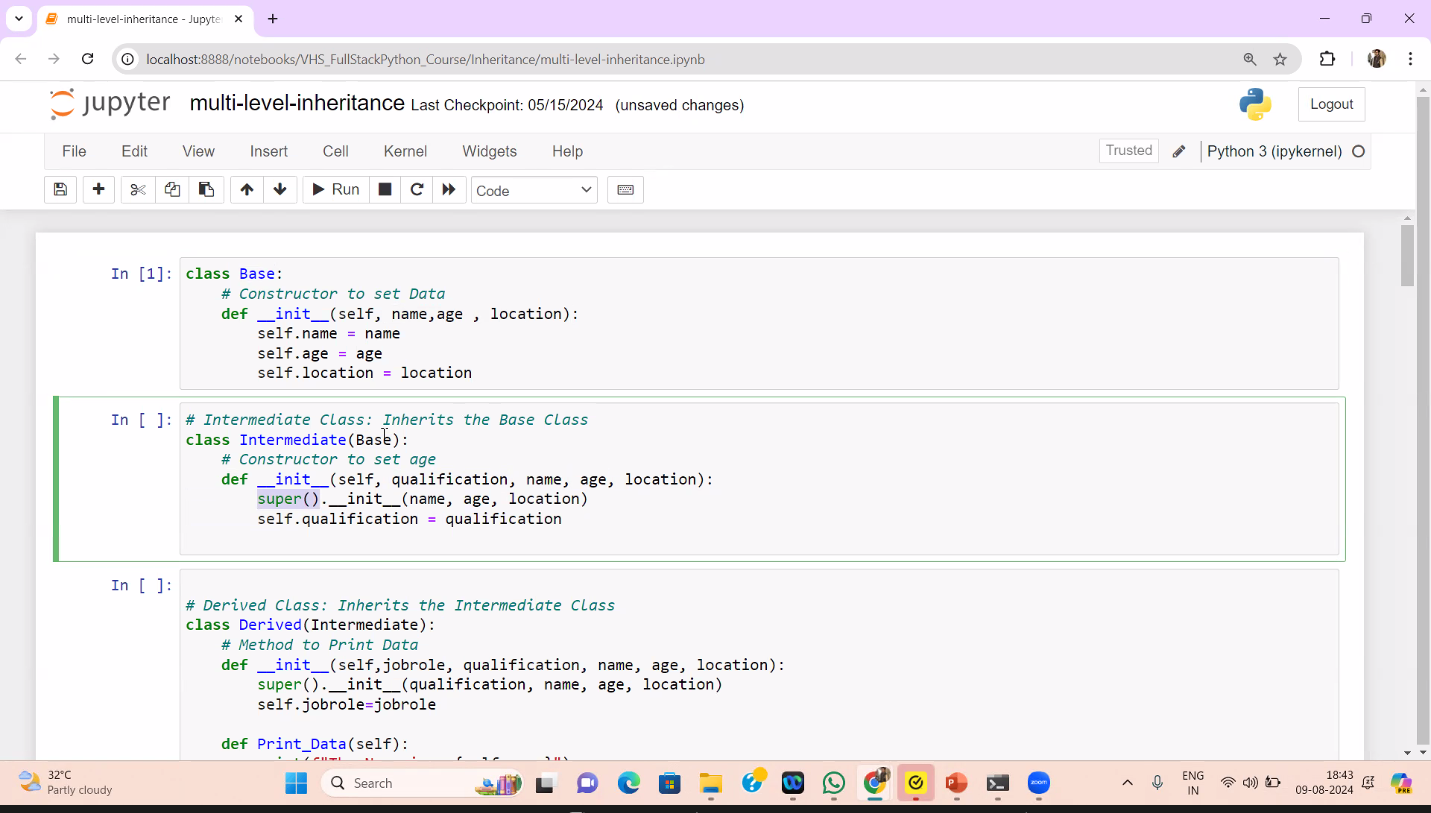 multi-level-inheritance - Jupyte
localhost:8888/notebooks/VHS_FullStackPython_Course/Inheritance/multi-level-inheritance.ipynb
jupyter multi-level-inheritance Last Checkpoint: 05/15/2024 (unsaved changes)
Logout
File Edit View Insert Cell Kernel Widgets Help
Trusted Python 3 (ipykernel)
Run Code
In [1]: class Base:
# Constructor to set Data
def __init__(self, name,age , location):
self.name = name
self.age = age
self.location = location
In [ ]: # Intermediate Class: Inherits the Base Class
class Intermediate(Base):
# Constructor to set age
def __init__(self, qualification, name, age, location):
super().__init__(name, age, location)
self.qualification = qualification
In [ ]:
# Derived Class: Inherits the Intermediate Class
class Derived(Intermediate):
# Method to Print Data
def __init__(self,jobrole, qualification, name, age, location):
super().__init__(qualification, name, age, location)
self.jobrole=jobrole
def Print_Data(self):
32°C
Partly cloudy
Search
zoom
ENG
IN
18:43
09-08-2024
PRE